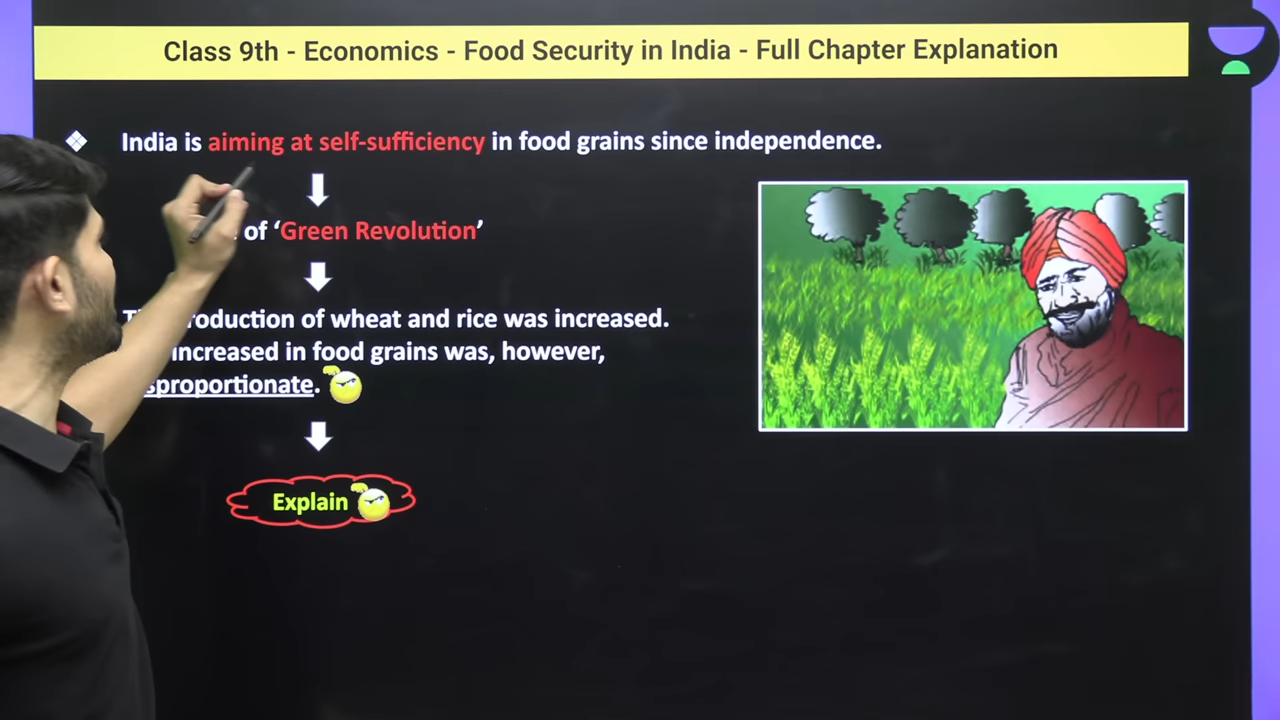 Class 9th - Economics - Food Security in India - Full Chapter Explanation
❖ India is aiming at self-sufficiency in food grains since independence.
of ‘Green Revolution’
roduction of wheat and rice was increased.
increased in food grains was, however,
sproportionate.
Explain